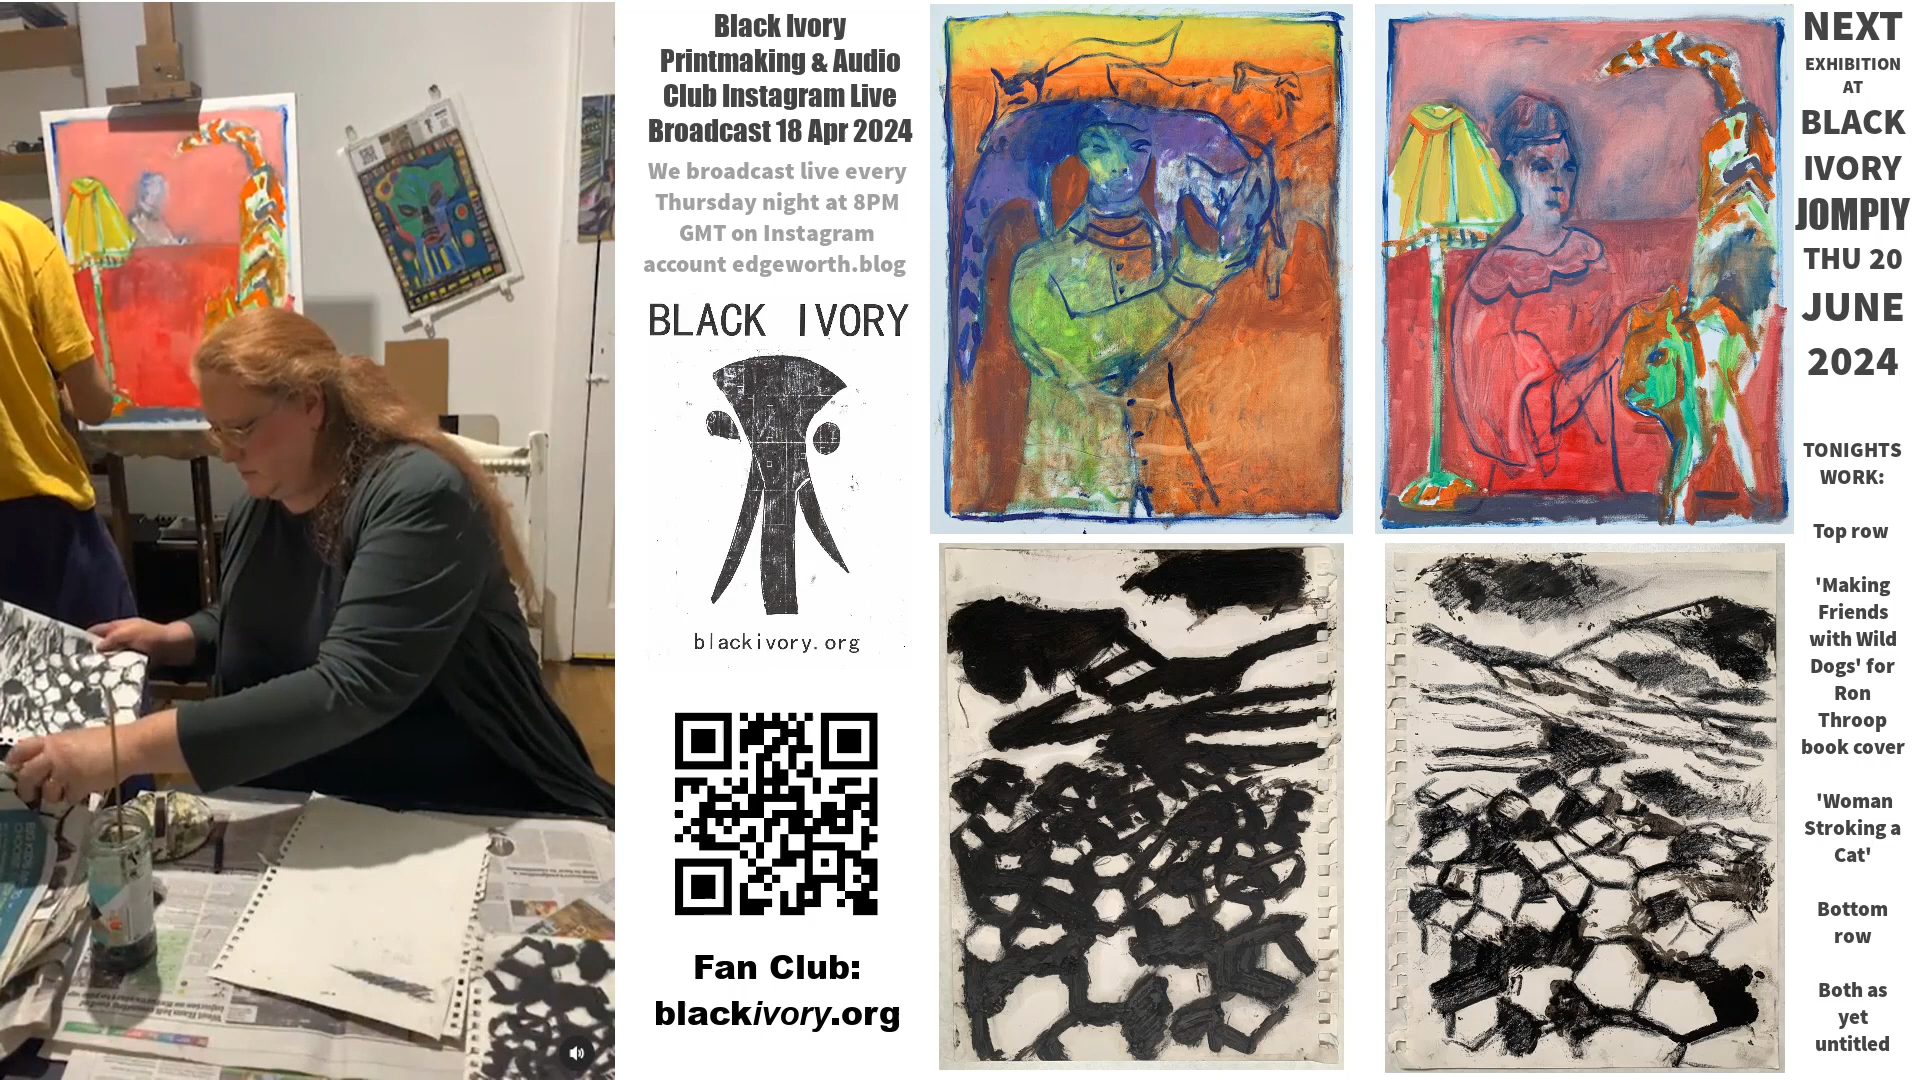 Black Ivory
Printmaking & Audio
Club Instagram Live
Broadcast 18 Apr 2024
We broadcast live every
Thursday night at 8PM
GMT on Instagram
account edgeworth.blog
BLACK IVORY
blackivory.org
Fan Club:
blackivory.org
NEXT
EXHIBITION
AT
BLACK
IVORY
JOMPIY
THU 20
JUNE
2024
TONIGHTS
WORK:
Top row
'Making
Friends
with Wild
Dogs' for
Ron
Throop
book cover
'Woman
Stroking a
Cat'
Bottom
row
Both as
yet
untitled